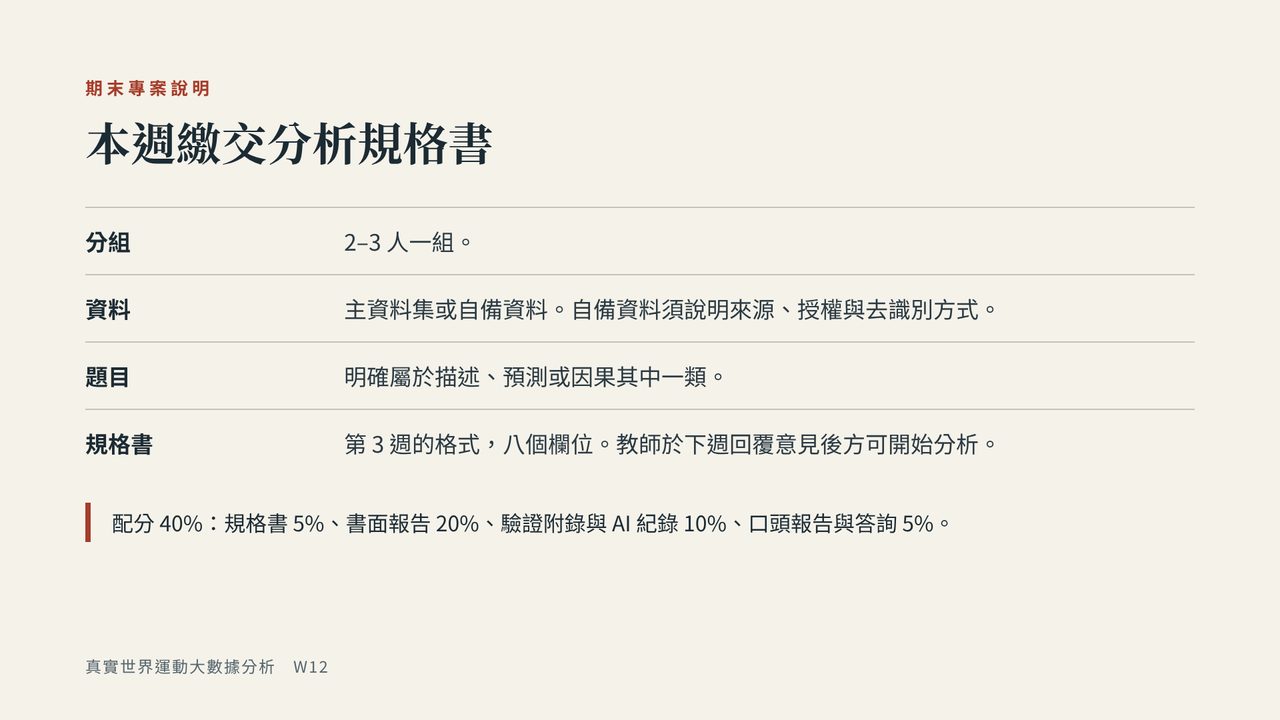 期末專案說明
本週繳交分析規格書
分組 2–3 人一組。
資料 主資料集或自備資料。自備資料須說明來源、授權與去識別方式。
題目 明確屬於描述、預測或因果其中一類。
規格書 第 3 週的格式，八個欄位。教師於下週回覆意見後方可開始分析。
配分 40%：規格書 5%、書面報告 20%、驗證附錄與 AI 紀錄 10%、口頭報告與答詢 5%。
真實世界運動大數據分析 W12